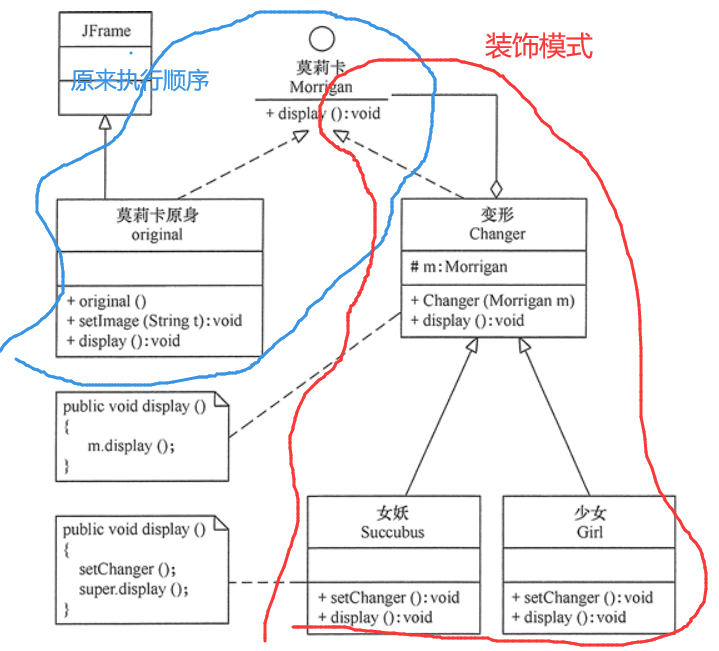 JFrame
原来执行顺序
莫莉卡
Morrigan
+ display ():void
装饰模式
莫莉卡原身
original
+ original ()
+ setImage (String t):void
+ display ():void
变形
Changer
# m:Morrigan
+ Changer (Morrigan m)
+ display ():void
public void display ()
{
m.display ();
}
public void display ()
{
setChanger ();
super.display ();
}
女妖
Succubus
+ setChanger ():void
+ display ():void
少女
Girl
+ setChanger ():void
+ display ():void